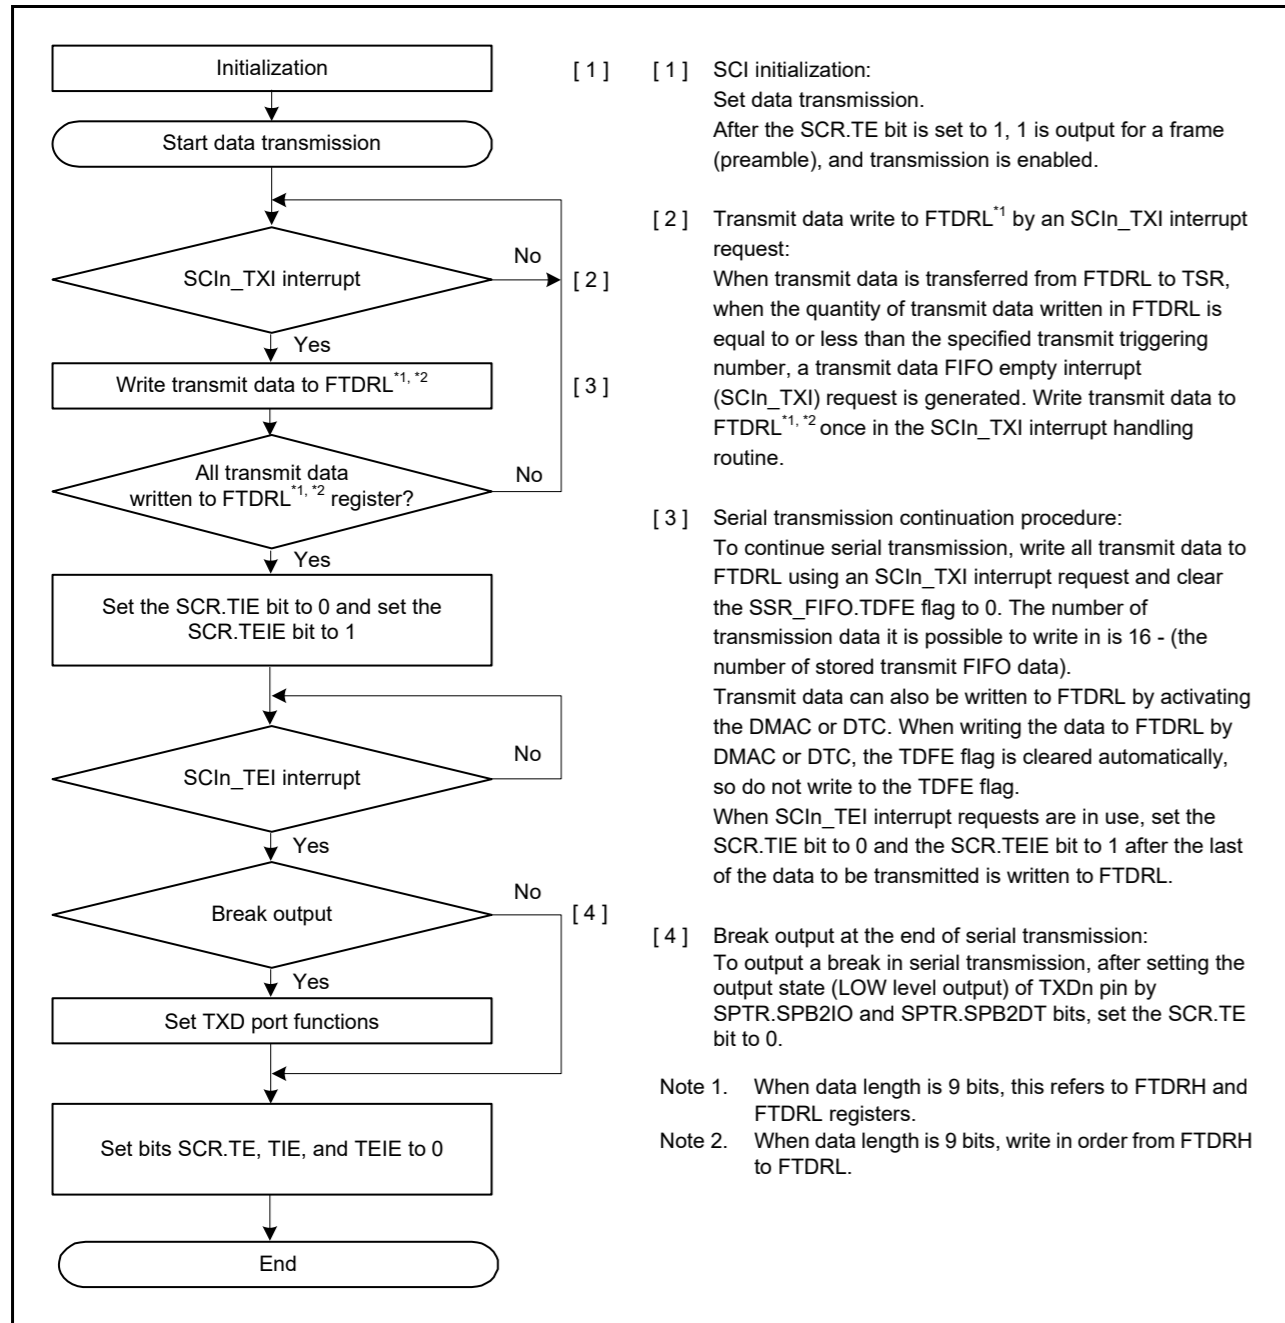 Initialization
[ 1 ]
Start data transmission
SCIn_TXI interrupt
No
[ 2 ]
Yes
Write transmit data to FTDRL*1, *2
[ 3 ]
All transmit data
written to FTDRL*1, *2 register?
No
Yes
Set the SCR.TIE bit to 0 and set the
SCR.TEIE bit to 1
SCIn_TEI interrupt
No
Yes
Break output
No
[ 4 ]
Yes
Set TXD port functions
Set bits SCR.TE, TIE, and TEIE to 0
End
[ 1 ] SCI initialization:
Set data transmission.
After the SCR.TE bit is set to 1, 1 is output for a frame
(preamble), and transmission is enabled.
[ 2 ] Transmit data write to FTDRL*1 by an SCIn_TXI interrupt
request:
When transmit data is transferred from FTDRL to TSR,
when the quantity of transmit data written in FTDRL is
equal to or less than the specified transmit triggering
number, a transmit data FIFO empty interrupt
(SCIn_TXI) request is generated. Write transmit data to
FTDRL*1, *2 once in the SCIn_TXI interrupt handling
routine.
[ 3 ] Serial transmission continuation procedure:
To continue serial transmission, write all transmit data to
FTDRL using an SCIn_TXI interrupt request and clear
the SSR_FIFO.TDFE flag to 0. The number of
transmission data it is possible to write in is 16 - (the
number of stored transmit FIFO data).
Transmit data can also be written to FTDRL by activating
the DMAC or DTC. When writing the data to FTDRL by
DMAC or DTC, the TDFE flag is cleared automatically,
so do not write to the TDFE flag.
When SCIn_TEI interrupt requests are in use, set the
SCR.TIE bit to 0 and the SCR.TEIE bit to 1 after the last
of the data to be transmitted is written to FTDRL.
[ 4 ] Break output at the end of serial transmission:
To output a break in serial transmission, after setting the
output state (LOW level output) of TXDn pin by
SPTR.SPB2IO and SPTR.SPB2DT bits, set the SCR.TE
bit to 0.
Note 1. When data length is 9 bits, this refers to FTDRH and
FTDRL registers.
Note 2. When data length is 9 bits, write in order from FTDRH
to FTDRL.